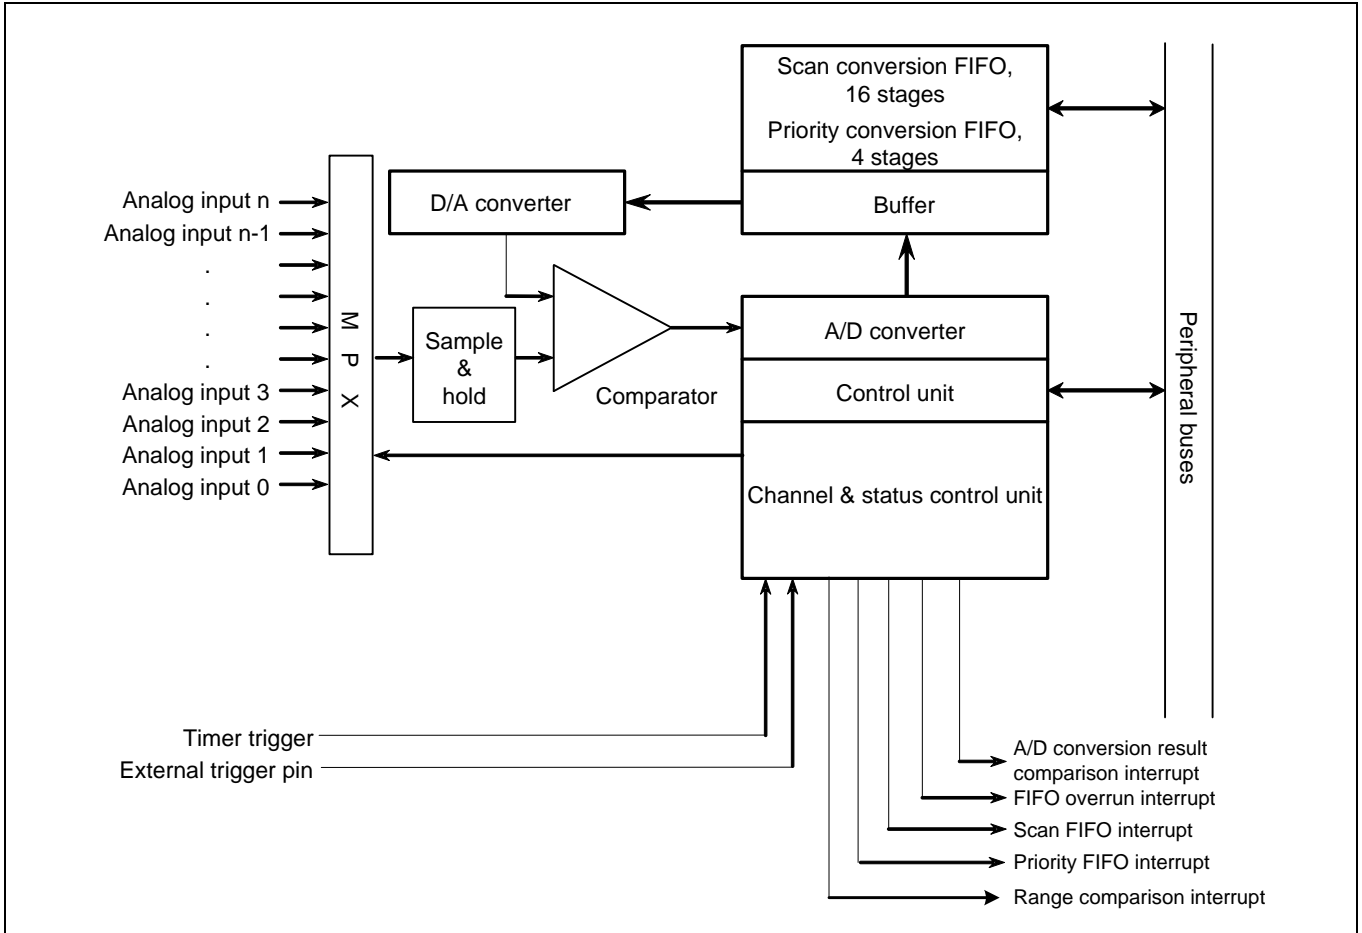 Scan conversion FIFO,
16 stages
Priority conversion FIFO,
4 stages
Buffer
D/A converter
Analog input n
Analog input n-1
.
.
.
.
Analog input 3
Analog input 2
Analog input 1
Analog input 0
M P X
Sample
&
hold
Comparator
A/D converter
Control unit
Channel & status control unit
Peripheral buses
Timer trigger
External trigger pin
A/D conversion result
comparison interrupt
FIFO overrun interrupt
Scan FIFO interrupt
Priority FIFO interrupt
Range comparison interrupt